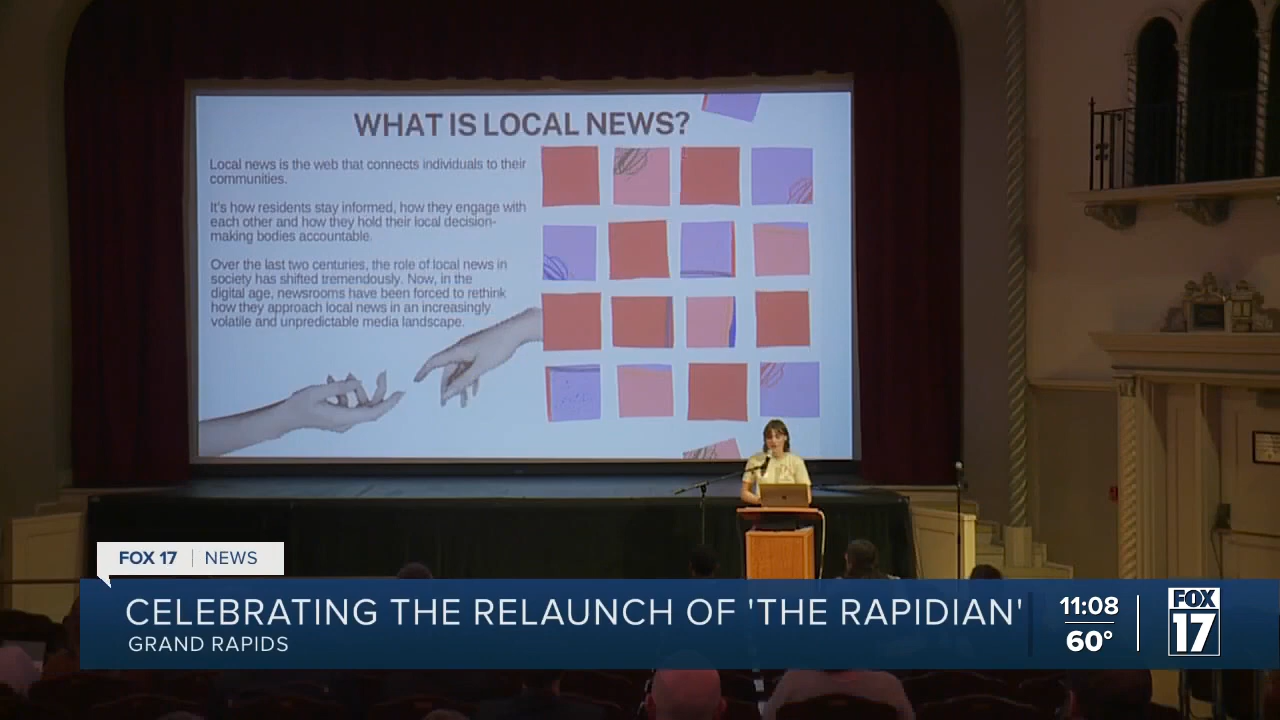 WHAT IS LOCAL NEWS?
Local news is the web that connects individuals to their
communities.
It's how residents stay informed, how they engage with
each other and how they hold their local decision-
making bodies accountable.
Over the last two centuries, the role of local news in
society has shifted tremendously. Now, in the
digital age, newsrooms have been forced to rethink
how they approach local news in an increasingly
volatile and unpredictable media landscape.
FOX 17 | NEWS
CELEBRATING THE RELAUNCH OF 'THE RAPIDIAN'
GRAND RAPIDS
11:08
60°
FOX
17